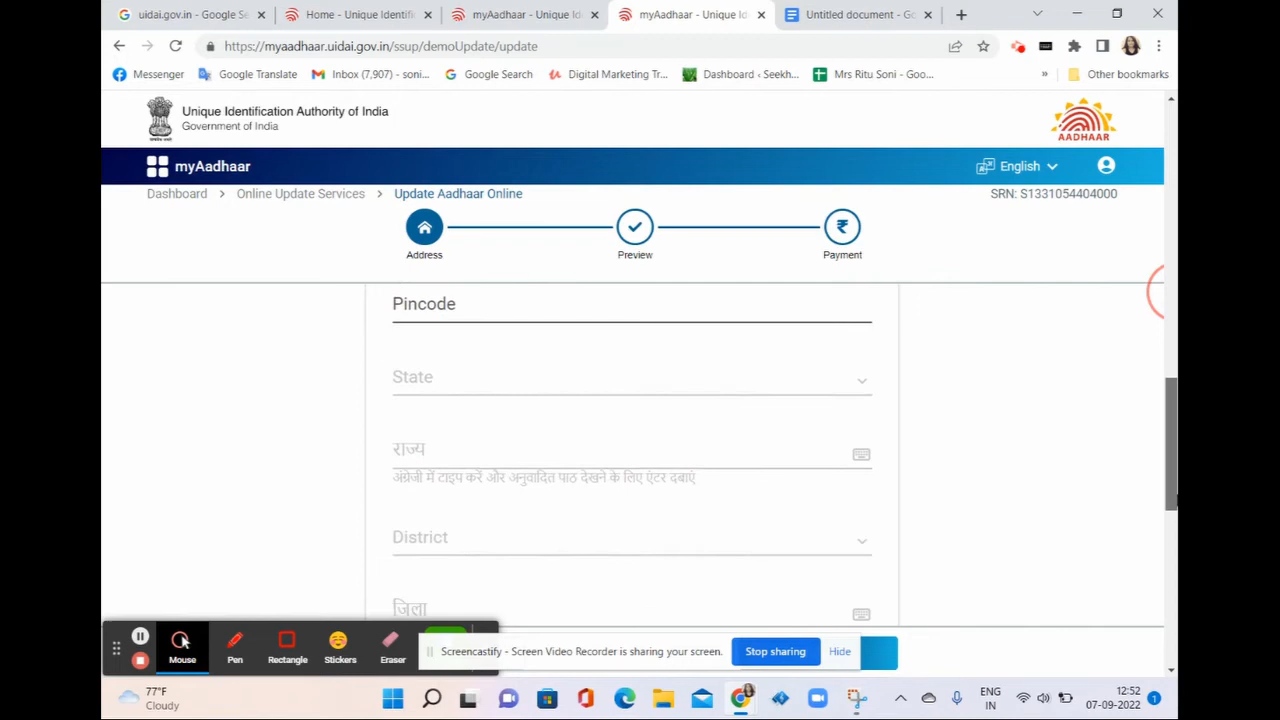 uidai.gov.in - Google Se
Home - Unique Identific
myAadhaar - Unique Id
myAadhaar - Unique Id
Untitled document - Go
https://myaadhaar.uidai.gov.in/ssup/demoUpdate/update
Messenger
Google Translate
Inbox (7,907) - soni...
Google Search
Digital Marketing Tr...
Dashboard ‹ Seekh...
Mrs Ritu Soni - Goo...
»
Other bookmarks
Unique Identification Authority of India
Government of India
AADHAAR
myAadhaar
English
Dashboard > Online Update Services > Update Aadhaar Online
SRN: S1331054404000
₹
Address
Preview
Payment
Pincode
State
राज्य
अंग्रेजी में टाइप करें और अनुवादित पाठ देखने के लिए एंटर दबाएं
District
जिला
Mouse
Pen
Rectangle
Stickers
Eraser
Screencastify - Screen Video Recorder is sharing your screen.
Stop sharing
Hide
77°F
Cloudy
ENG
IN
12:52
07-09-2022
1